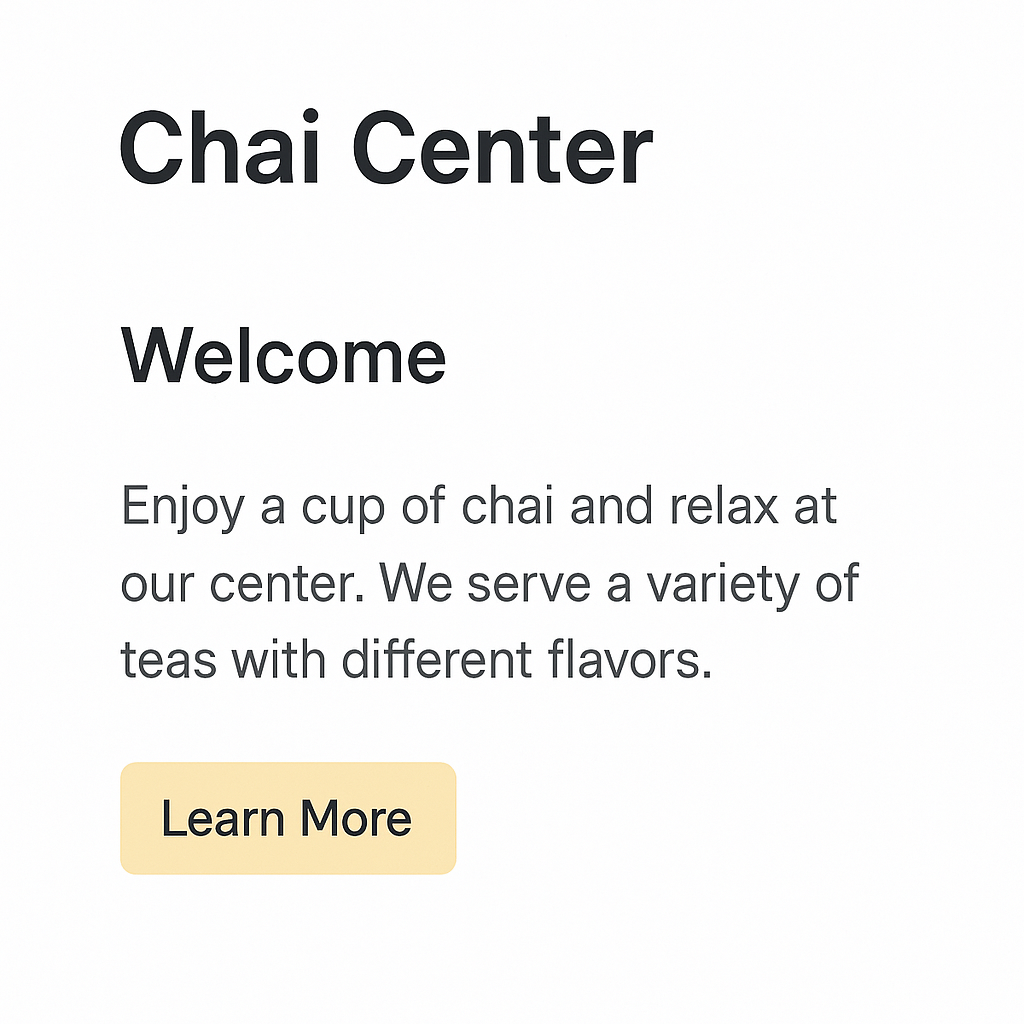 Chai Center
Welcome
Enjoy a cup of chai and relax at
our center. We serve a variety of
teas with different flavors.
Learn More